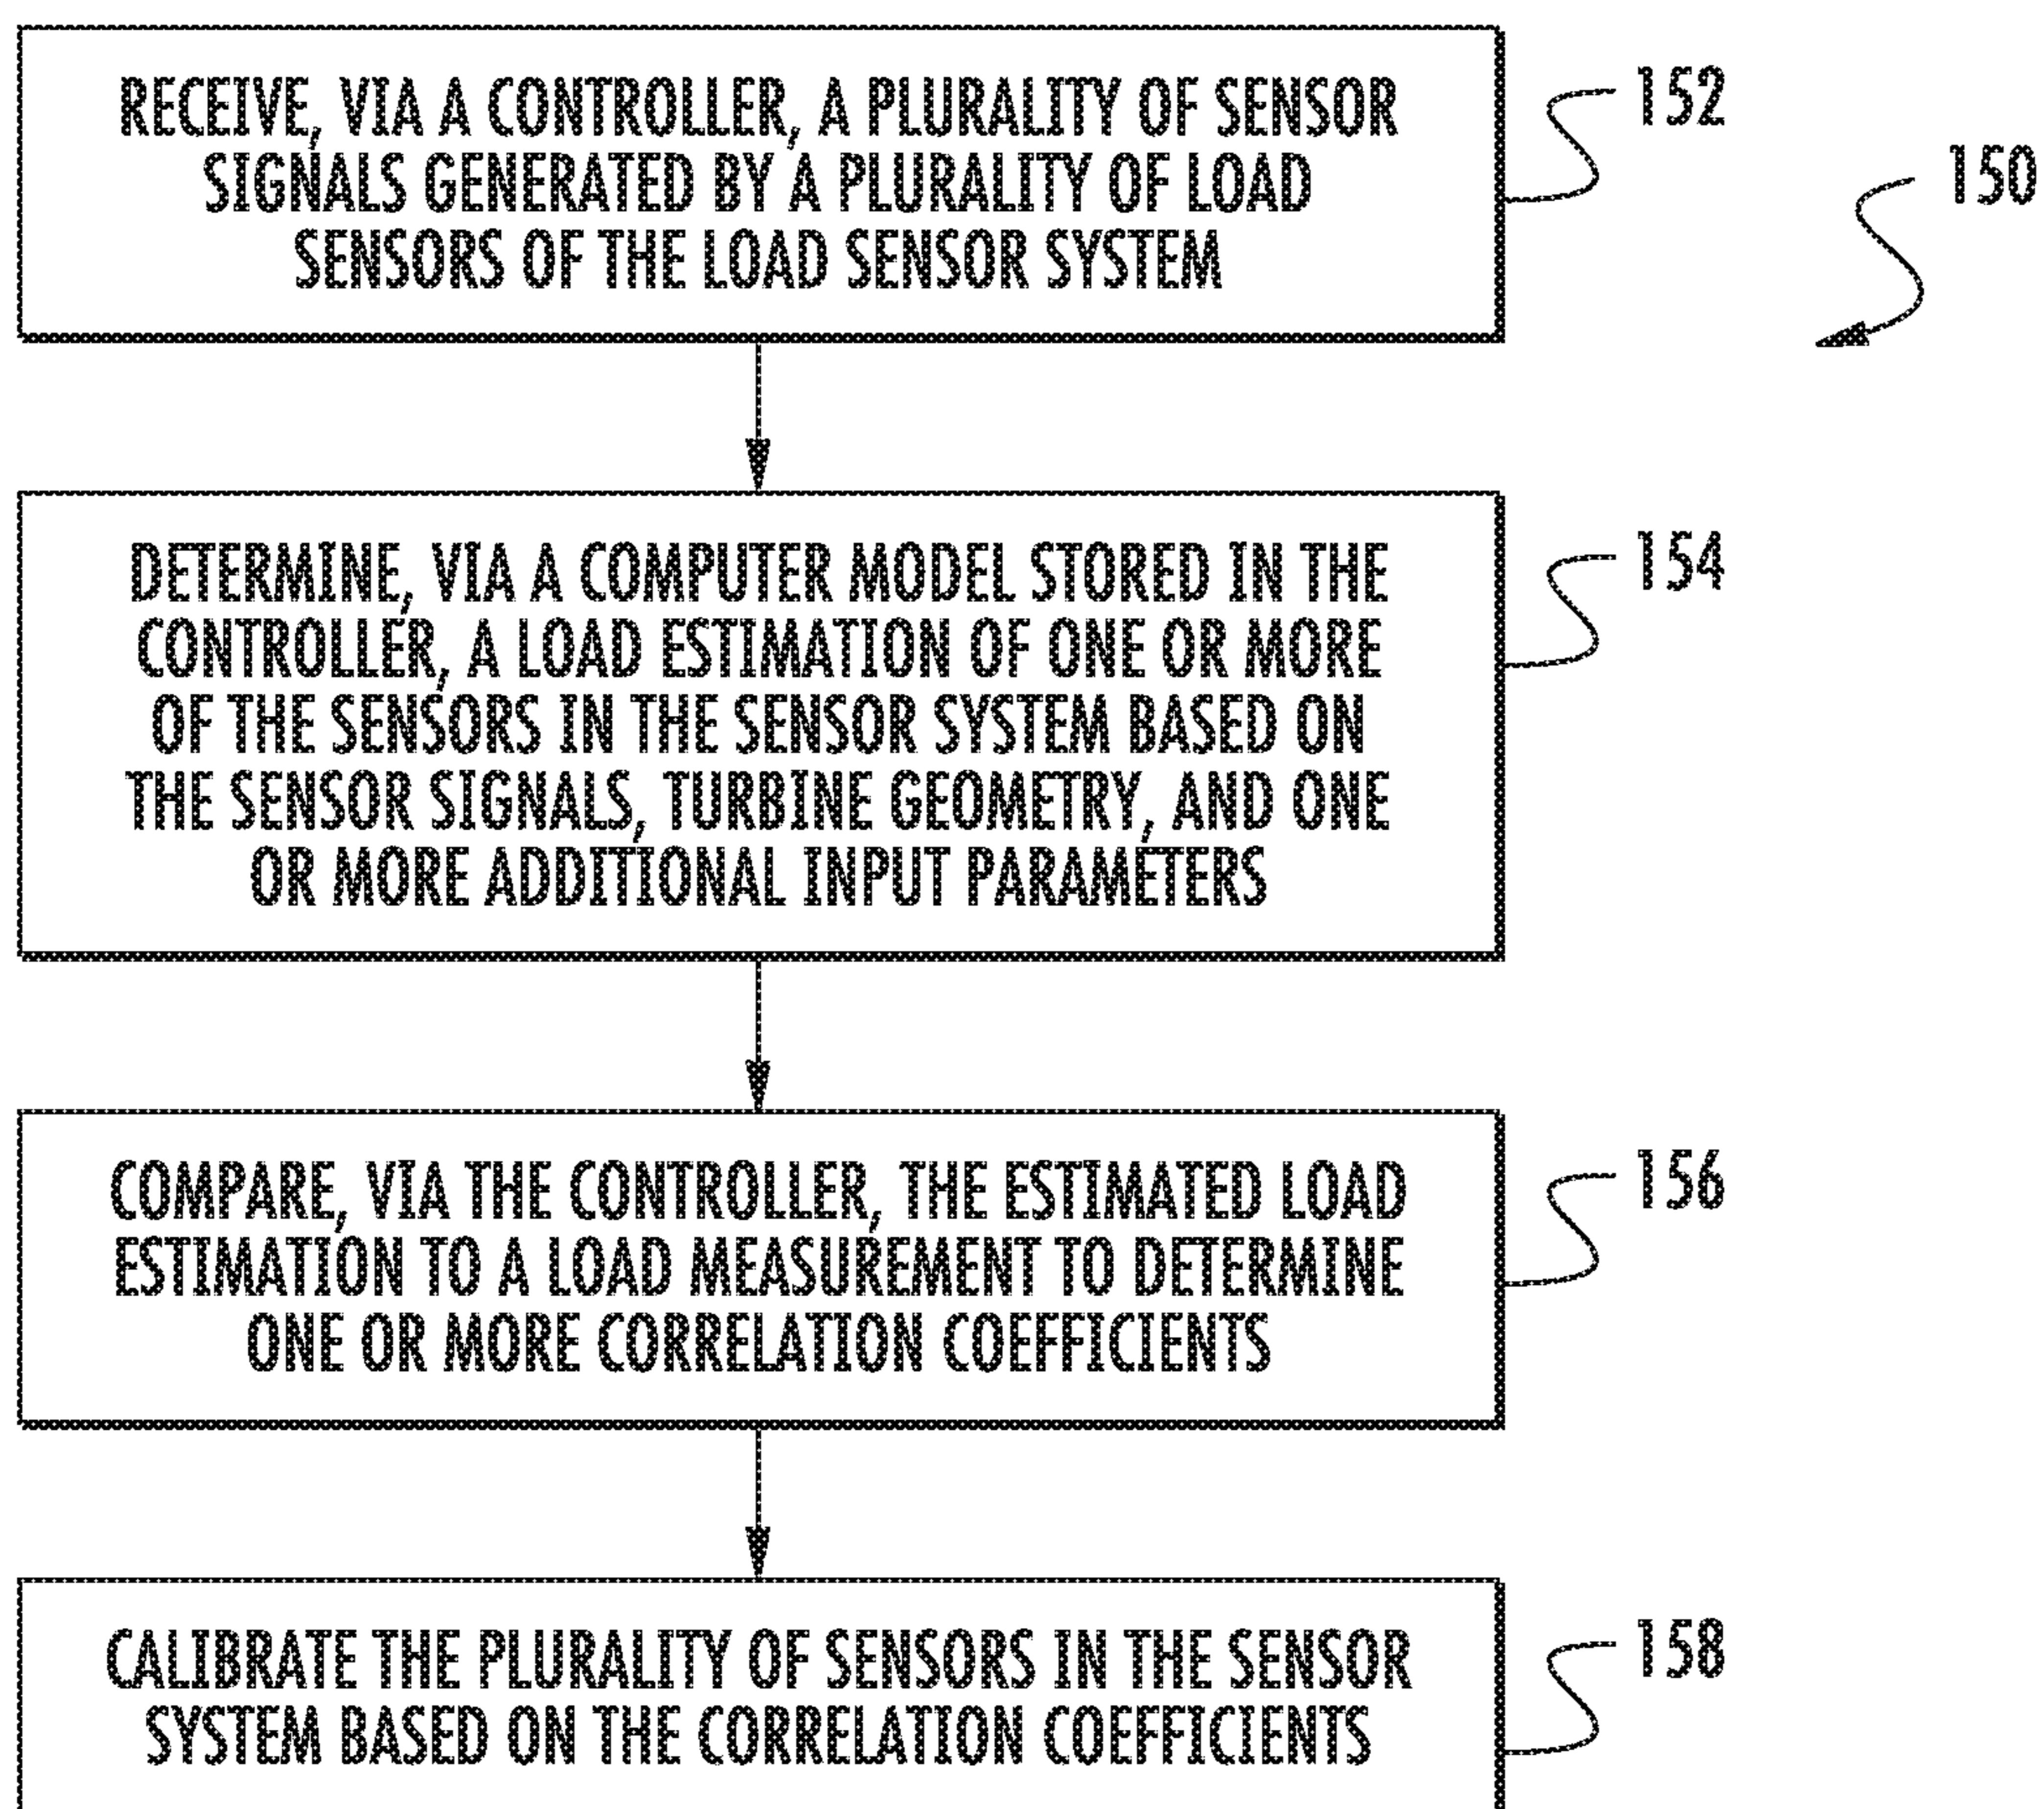 RECEIVE, VIA A CONTROLLER, A PLURALITY OF SENSOR
SIGNALS GENERATED BY A PLURALITY OF LOAD
SENSORS OF THE LOAD SENSOR SYSTEM
152
150
DETERMINE, VIA A COMPUTER MODEL STORED IN THE
CONTROLLER, A LOAD ESTIMATION OF ONE OR MORE
OF THE SENSORS IN THE SENSOR SYSTEM BASED ON
THE SENSOR SIGNALS, TURBINE GEOMETRY, AND ONE
OR MORE ADDITIONAL INPUT PARAMETERS
154
COMPARE, VIA THE CONTROLLER, THE ESTIMATED LOAD
ESTIMATION TO A LOAD MEASUREMENT TO DETERMINE
ONE OR MORE CORRELATION COEFFICIENTS
156
CALIBRATE THE PLURALITY OF SENSORS IN THE SENSOR
SYSTEM BASED ON THE CORRELATION COEFFICIENTS
158